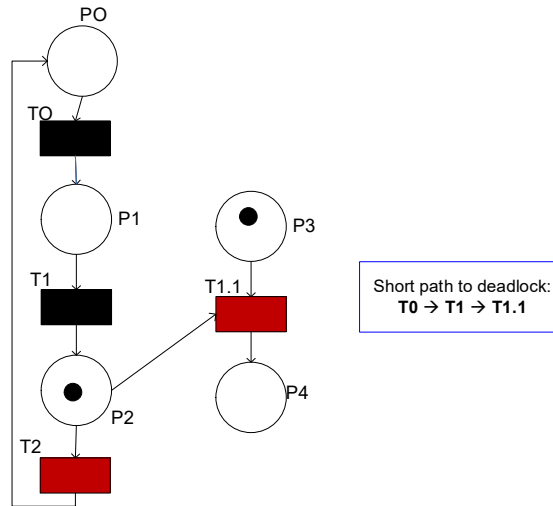 PO
TO
P1
P3
T1
T1.1
Short path to deadlock:
T0 → T1 → T1.1
P2
P4
T2